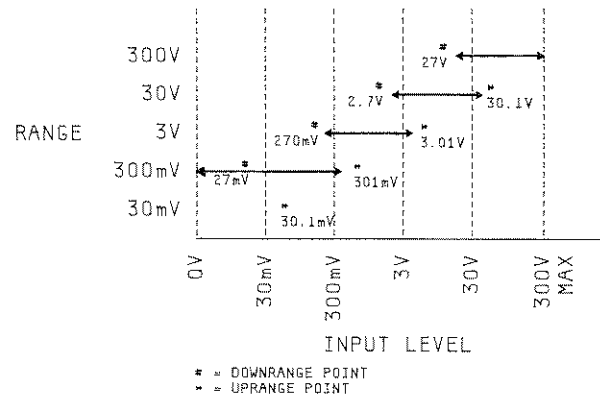 300V
#
27V
30V
#
2.7V
*
30.1V
RANGE
3V
#
270mV
*
3.01V
300mV
#
27mV
*
301mV
30mV
*
30.1mV
0V
30mV
300mV
3V
30V
300V
MAX
INPUT LEVEL
# = DOWNRANGE POINT
* = UPRANGE POINT